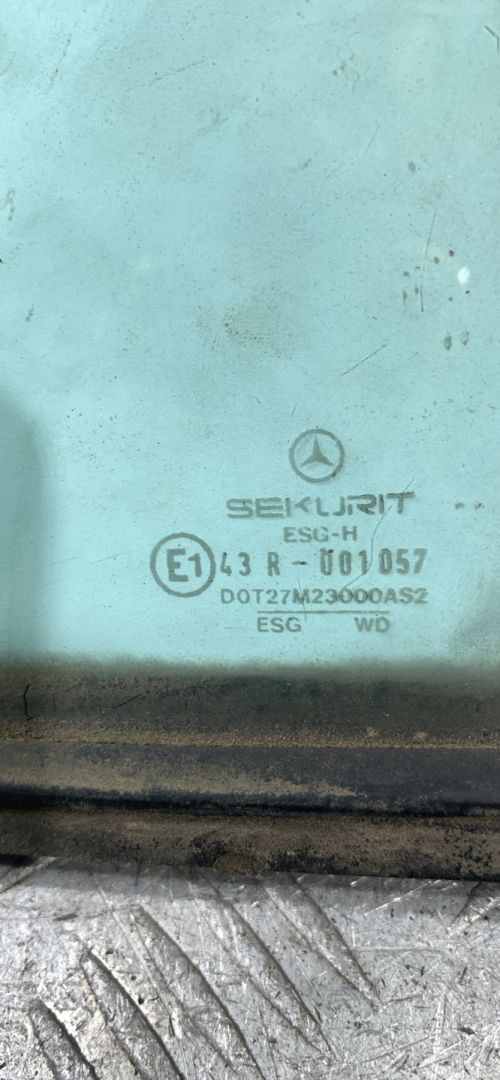 SEKURIT
ESG-H
E1 43 R - 001057
DOT27M23000AS2
ESG WD